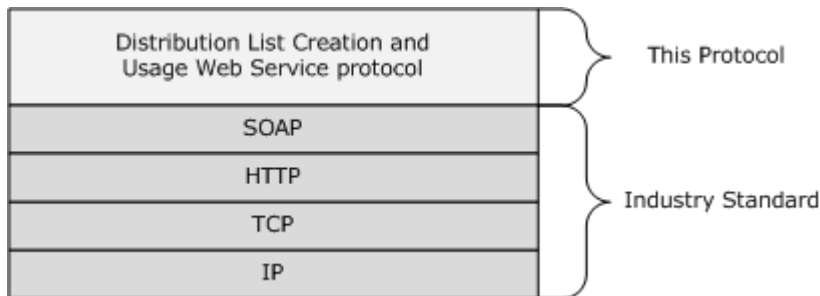 Distribution List Creation and
Usage Web Service protocol
This Protocol
SOAP
HTTP
TCP
IP
Industry Standard